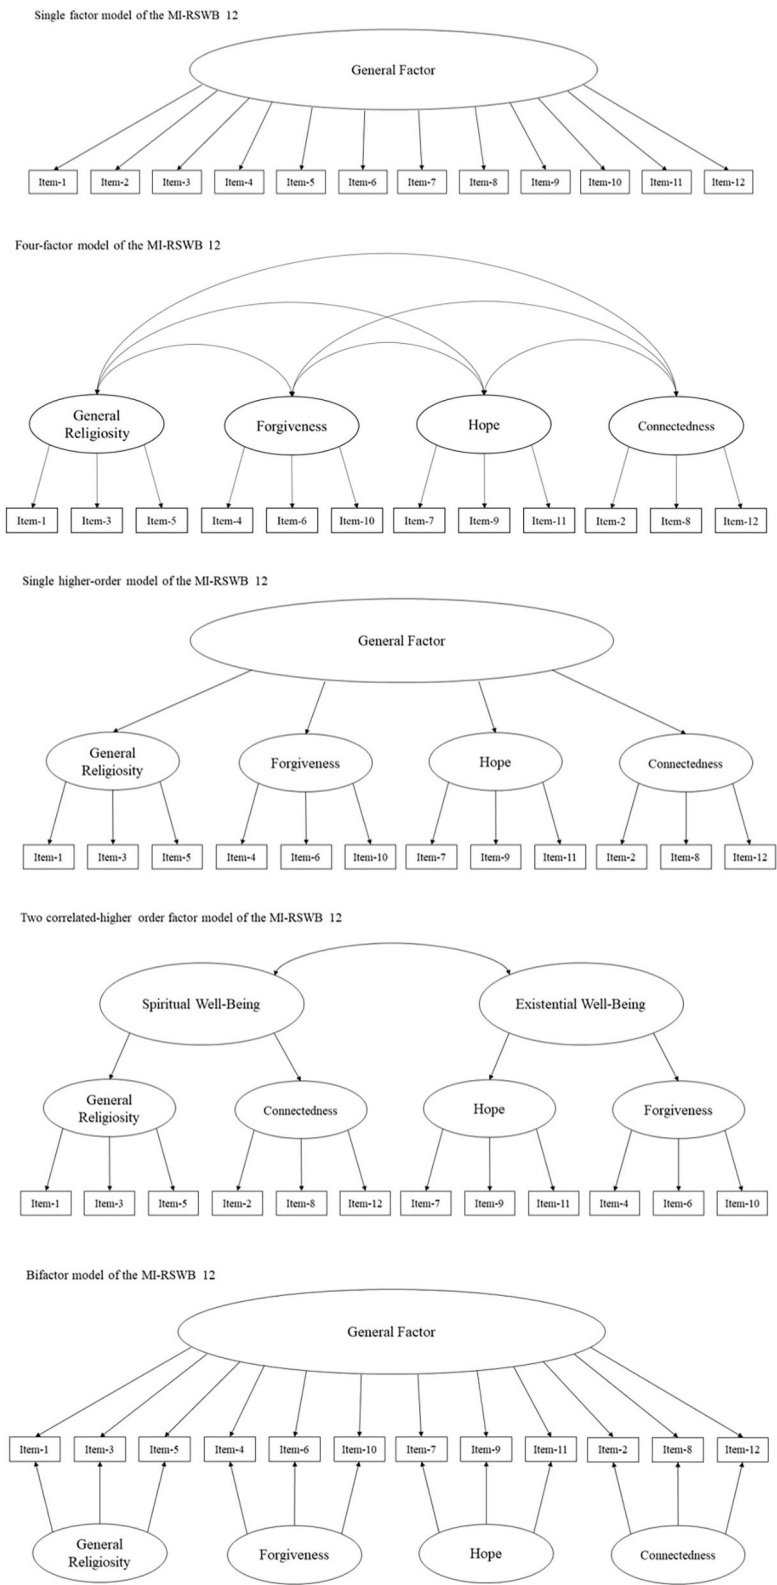 Single factor model of the MI-RSWB 12
General Factor
Item-1 Item-2 Item-3 Item-4 Item-5 Item-6 Item-7 Item-8 Item-9 Item-10 Item-11 Item-12
Four-factor model of the MI-RSWB 12
General
Religiosity
Forgiveness
Hope
Connectedness
Item-1 Item-3 Item-5 Item-4 Item-6 Item-10 Item-7 Item-9 Item-11 Item-2 Item-8 Item-12
Single higher-order model of the MI-RSWB 12
General Factor
General
Religiosity
Forgiveness
Hope
Connectedness
Item-1 Item-3 Item-5 Item-4 Item-6 Item-10 Item-7 Item-9 Item-11 Item-2 Item-8 Item-12
Two correlated-higher order factor model of the MI-RSWB 12
Spiritual Well-Being
Existential Well-Being
General
Religiosity
Connectedness
Hope
Forgiveness
Item-1 Item-3 Item-5 Item-2 Item-8 Item-12 Item-7 Item-9 Item-11 Item-4 Item-6 Item-10
Bifactor model of the MI-RSWB 12
General Factor
Item-1 Item-3 Item-5 Item-4 Item-6 Item-10 Item-7 Item-9 Item-11 Item-2 Item-8 Item-12
General
Religiosity
Forgiveness
Hope
Connectedness